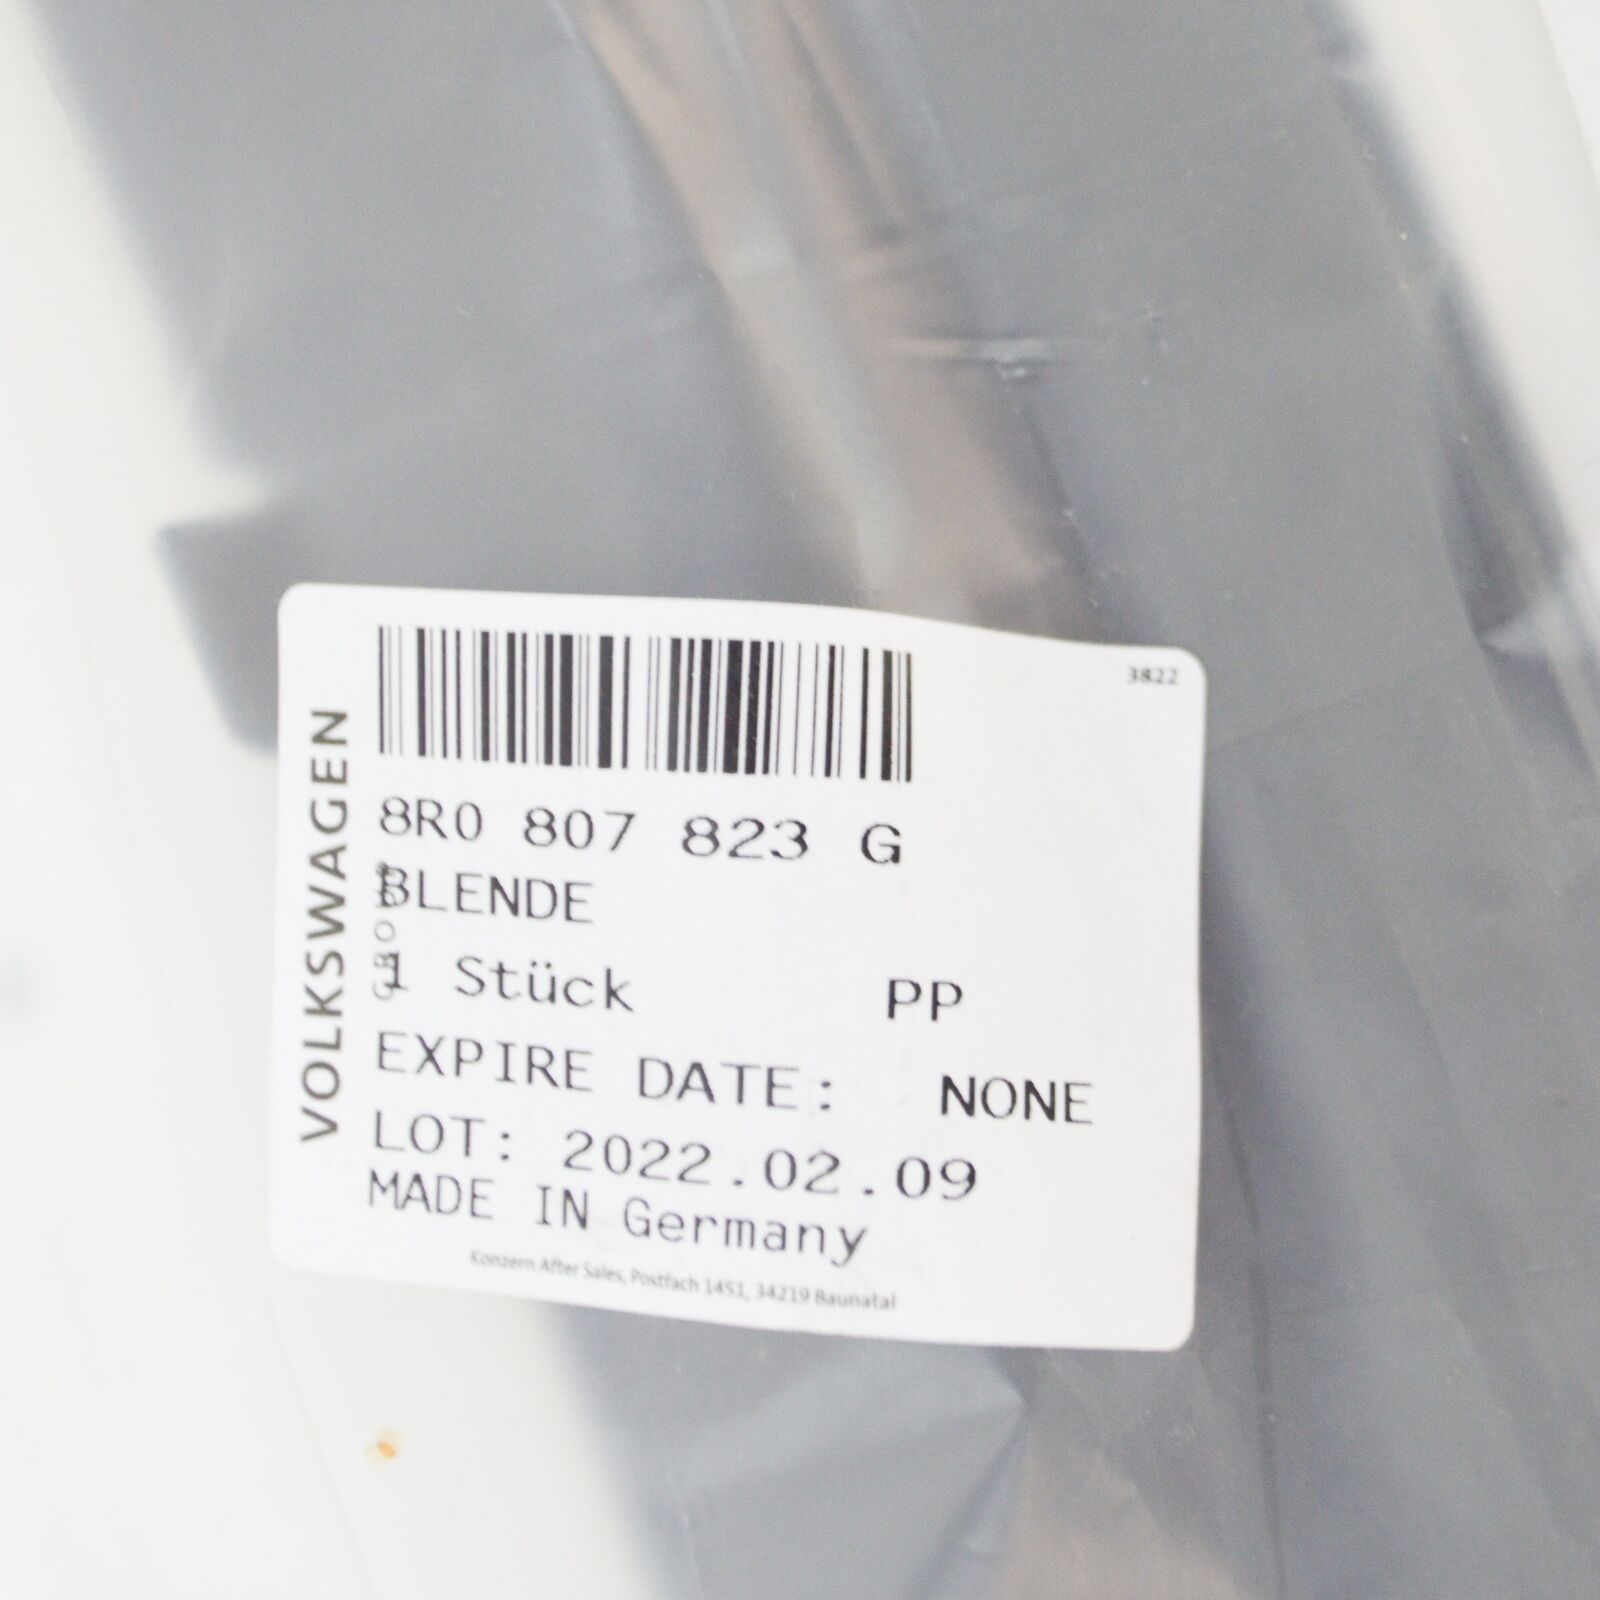 3822
VOLKSWAGEN
8R0 807 823 G
BLENDE
1 Stück PP
EXPIRE DATE: NONE
LOT: 2022.02.09
MADE IN Germany
Konzern After Sales, Postfach 1451, 34219 Baunatal